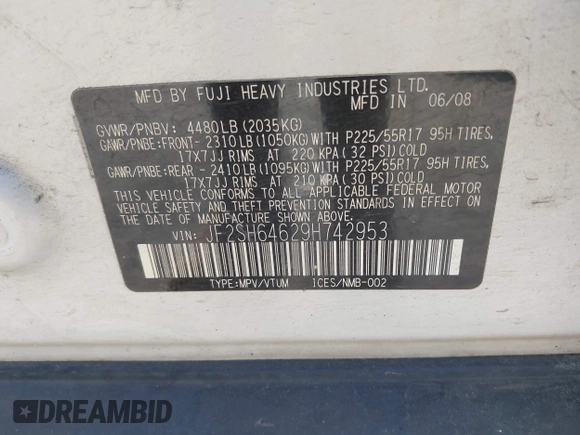 MFD BY FUJI HEAVY INDUSTRIES LTD.
MFD IN 06/08
GVWR/PNBV: 4480LB(2035KG)
GAWR/PNBE:FRONT- 2310LB(1050KG)WITH P225/55R17 95H TIRES,
17X7JJ RIMS AT 220 KPA(32 PSI)COLD
GAWR/PNBE:REAR - 2410LB(1095KG)WITH P225/55R17 95H TIRES,
17X7JJ RIMS AT 210 KPA(30 PSI)COLD
THIS VEHICLE CONFORMS TO ALL APPLICABLE FEDERAL MOTOR
VEHICLE SAFETY AND THEFT PREVENTION STANDARDS IN EFFECT ON
THE DATE OF MANUFACTURE SHOWN ABOVE.
VIN: JF2SH64629H742953
TYPE:MPV/VTUM ICES/NMB-002
DREAMBID